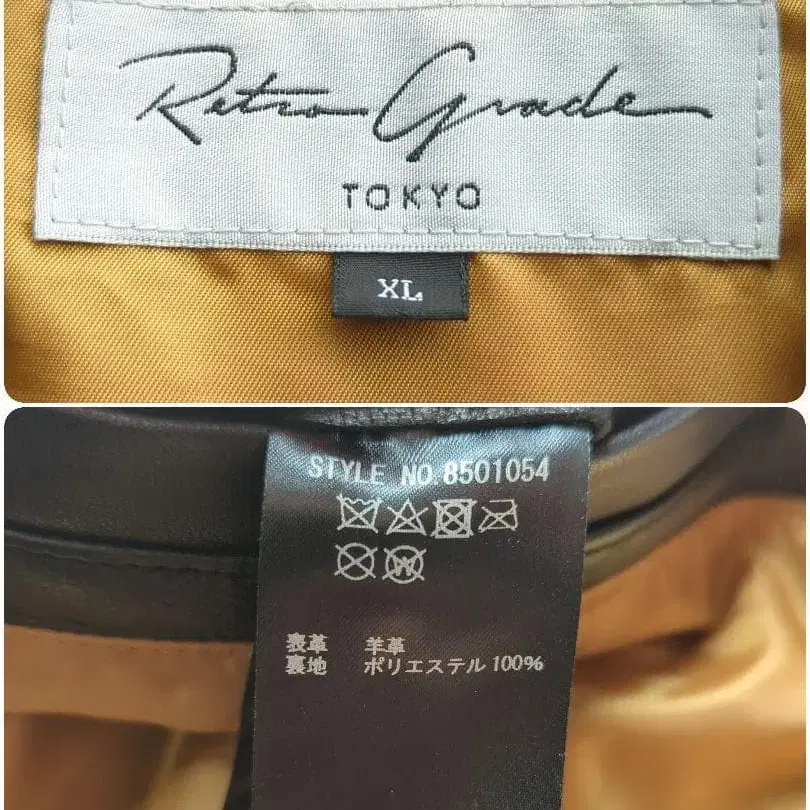 Retro Grade
TOKYO
XL
STYLE NO.8501054
表革 羊革
裏地 ポリエステル 100%